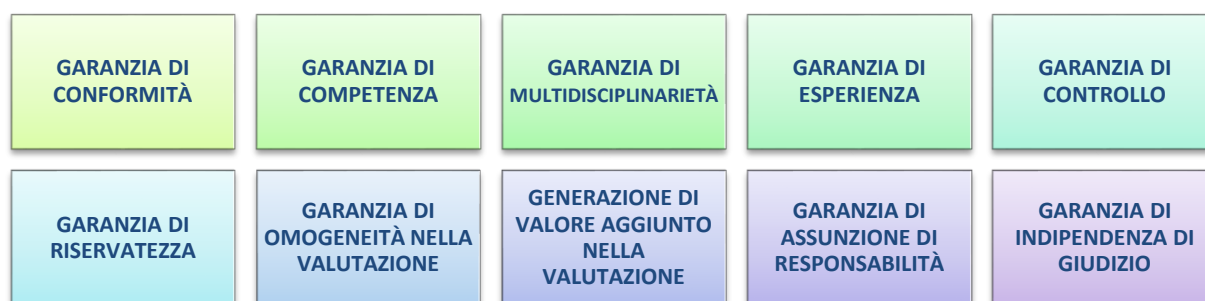 GARANZIA DI
CONFORMITÀ
GARANZIA DI
COMPETENZA
GARANZIA DI
MULTIDISCIPLINARIETÀ
GARANZIA DI
ESPERIENZA
GARANZIA DI
CONTROLLO
GARANZIA DI
RISERVATEZZA
GARANZIA DI
OMOGENEITÀ NELLA
VALUTAZIONE
GENERAZIONE DI
VALORE AGGIUNTO
NELLA
VALUTAZIONE
GARANZIA DI
ASSUNZIONE DI
RESPONSABILITÀ
GARANZIA DI
INDIPENDENZA DI
GIUDIZIO